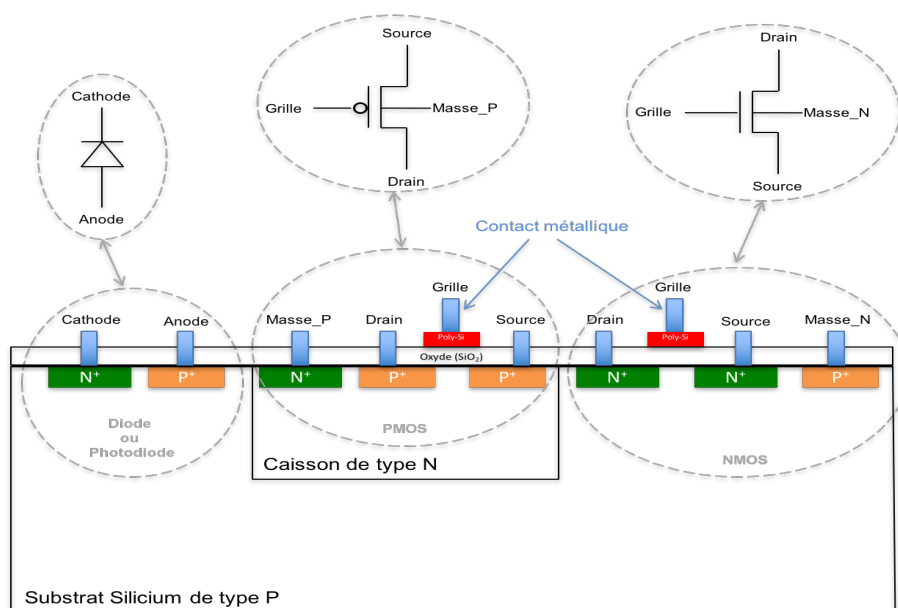 Source
Grille
Masse_P
Drain
Drain
Grille
Masse_N
Source
Cathode
Anode
Contact métallique
Cathode
Anode
Masse_P
Drain
Grille
Source
Drain
Grille
Source
Masse_N
Poly-Si
Poly-Si
Oxyde (SiO₂)
N⁺
P⁺
N⁺
P⁺
P⁺
N⁺
N⁺
P⁺
Diode
ou
Photodiode
PMOS
NMOS
Caisson de type N
Substrat Silicium de type P